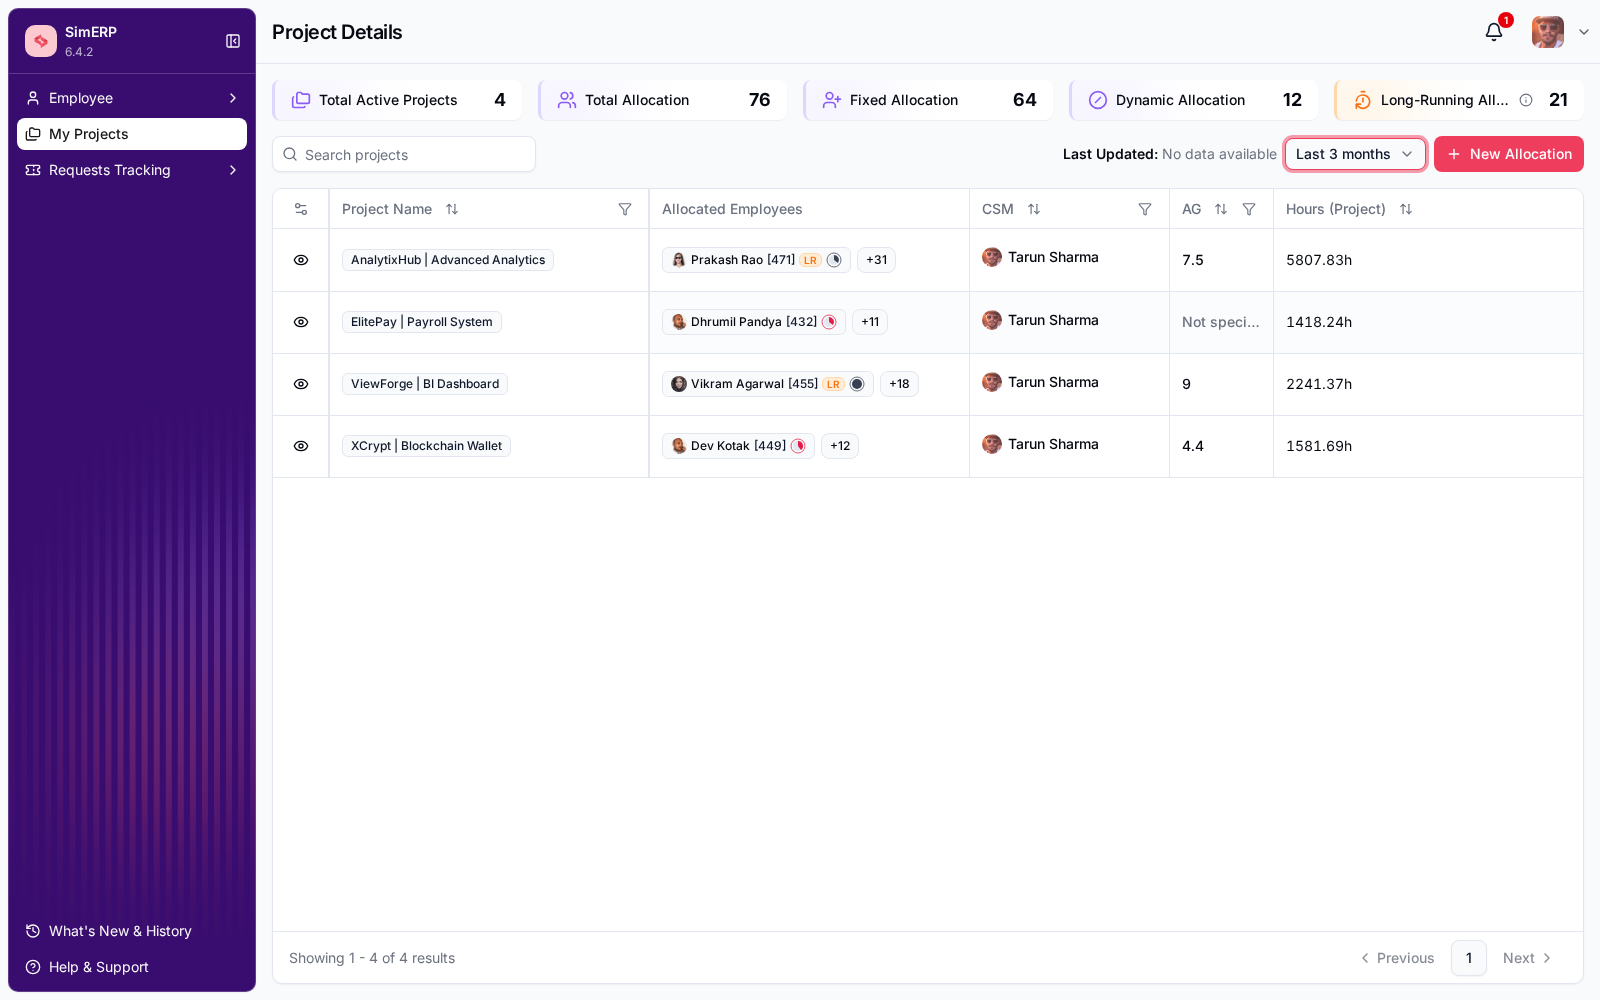 SimERP
6.4.2
Employee
My Projects
Requests Tracking
What's New & History
Help & Support
Project Details
1
Total Active Projects 4
Total Allocation 76
Fixed Allocation 64
Dynamic Allocation 12
Long-Running All... 21
Search projects
Last Updated: No data available
Last 3 months
New Allocation
Project Name Allocated Employees CSM AG Hours (Project)
AnalytixHub | Advanced Analytics Prakash Rao [471] LR +31 Tarun Sharma 7.5 5807.83h
ElitePay | Payroll System Dhrumil Pandya [432] +11 Tarun Sharma Not speci... 1418.24h
ViewForge | BI Dashboard Vikram Agarwal [455] LR +18 Tarun Sharma 9 2241.37h
XCrypt | Blockchain Wallet Dev Kotak [449] +12 Tarun Sharma 4.4 1581.69h
Showing 1 - 4 of 4 results
Previous 1 Next